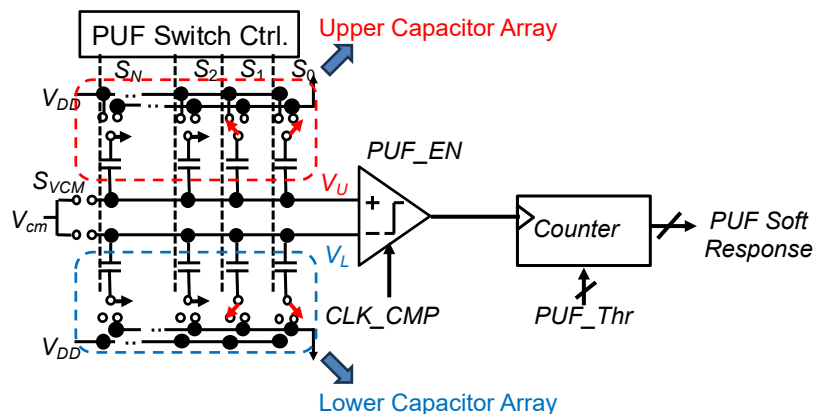 PUF Switch Ctrl.
Upper Capacitor Array
S_N S_2 S_1 S_0
V_DD
PUF_EN
S_VCM
V_U
V_cm
+
−
Counter
PUF Soft
Response
V_L
CLK_CMP
PUF_Thr
V_DD
Lower Capacitor Array